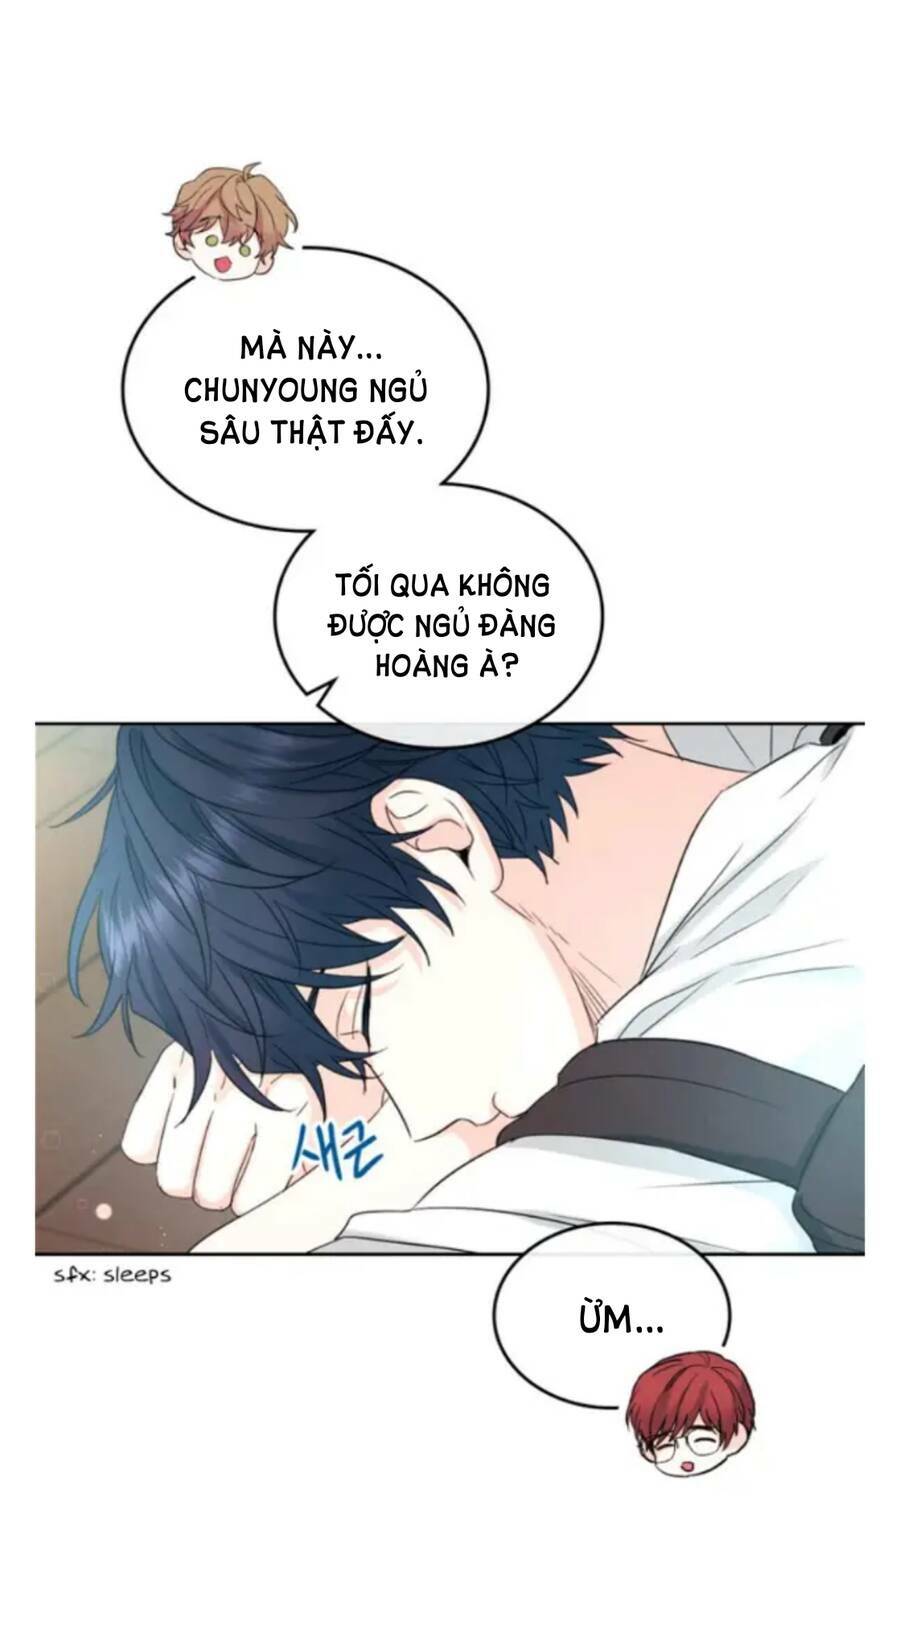 MÀ NÀY...
CHUNYOUNG NGỦ
SÂU THẬT ĐẤY.
TỐI QUA KHÔNG
ĐƯỢC NGỦ ĐÀNG
HOÀNG À?
새근
sfx: sleeps
ỪM...